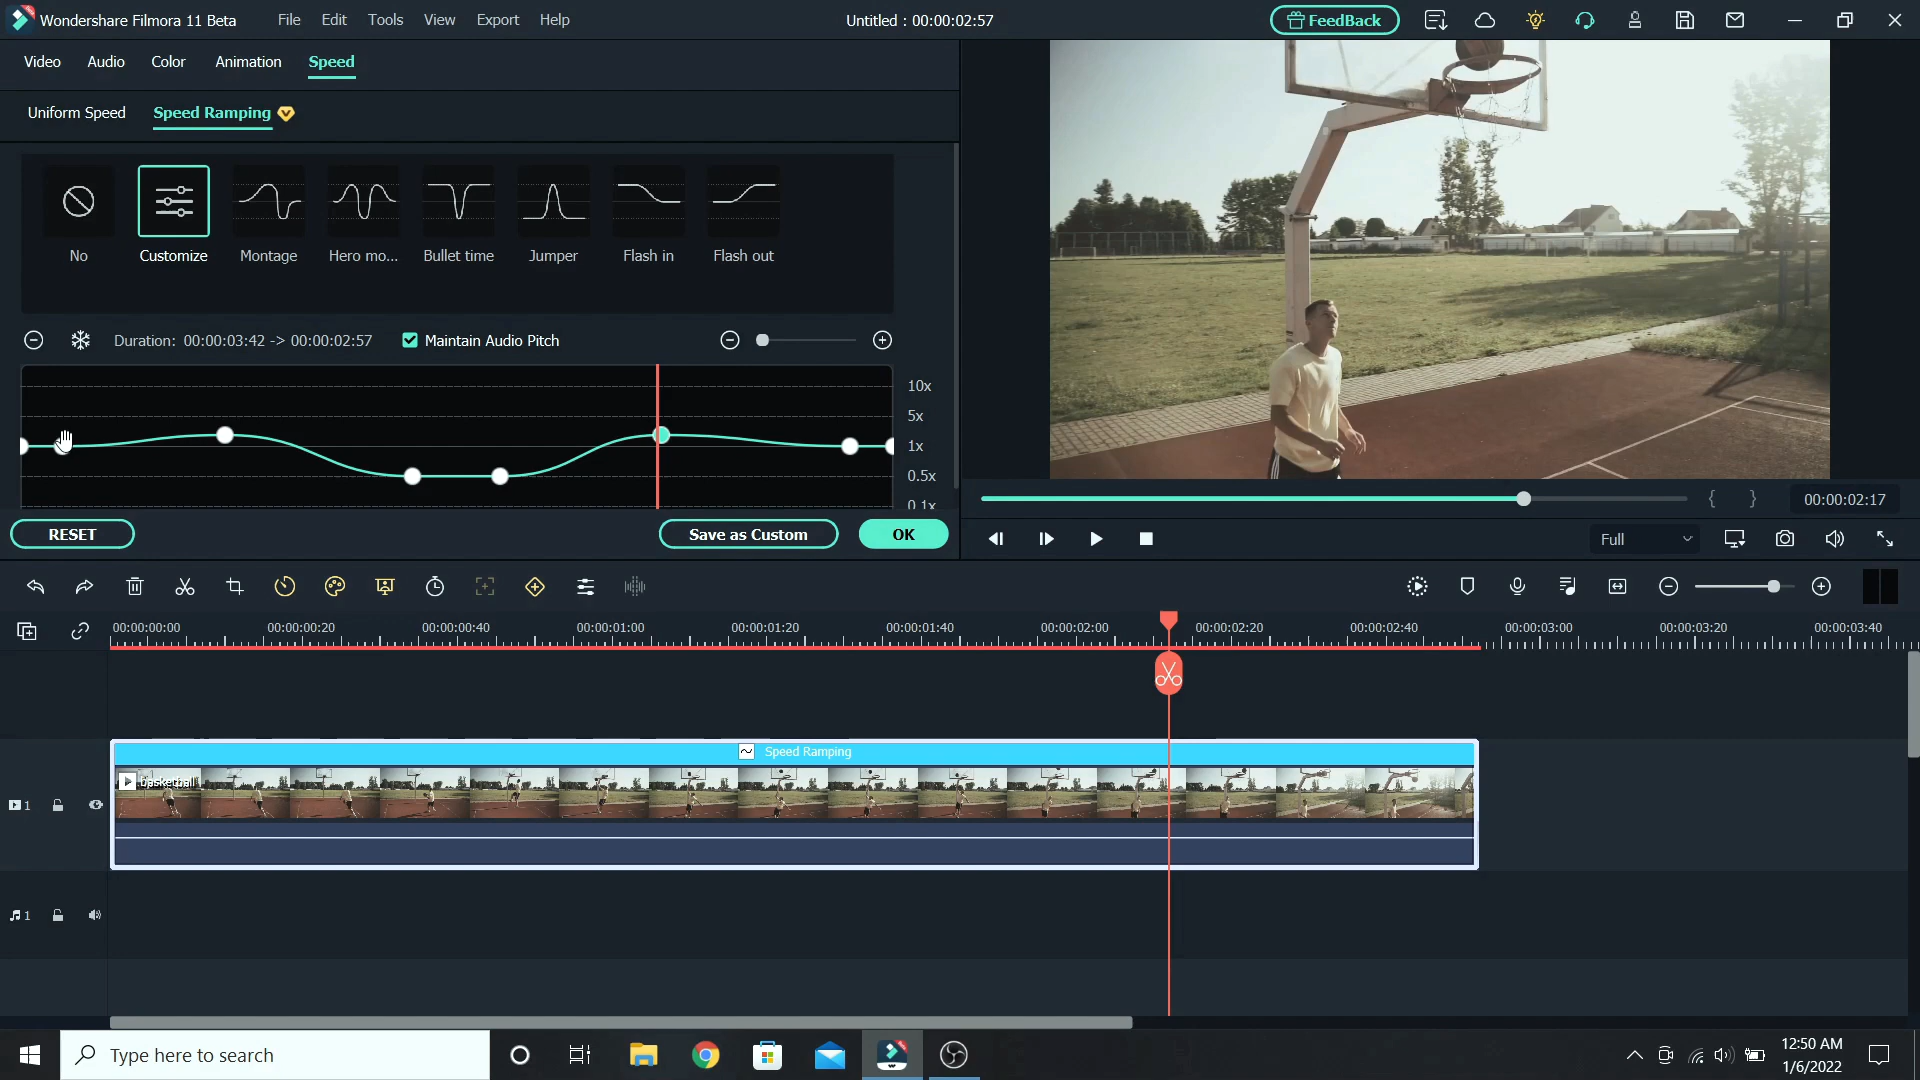 Wondershare Filmora 11 Beta File Edit Tools View Export Help Untitled : 00:00:02:57 FeedBack
Video Audio Color Animation Speed
Uniform Speed Speed Ramping
No Customize Montage Hero mo... Bullet time Jumper Flash in Flash out
Duration: 00:00:03:42 -> 00:00:02:57 Maintain Audio Pitch
10x
5x
1x
0.5x
0.1x
00:00:02:17
RESET Save as Custom OK
Full
00:00:00:00 00:00:00:20 00:00:00:40 00:00:01:00 00:00:01:20 00:00:01:40 00:00:02:00 00:00:02:20 00:00:02:40 00:00:03:00 00:00:03:20 00:00:03:40
Speed Ramping
basketball
1
1
Type here to search
12:50 AM
1/6/2022